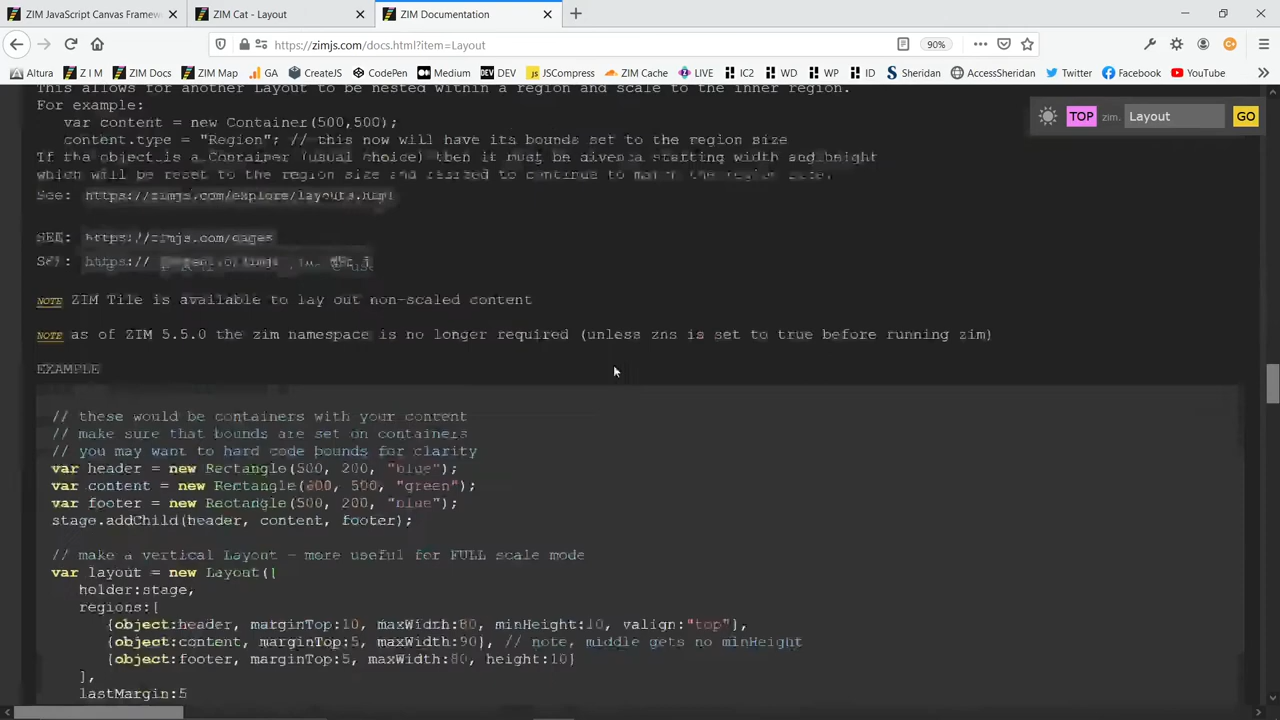 ZIM JavaScript Canvas Framew
ZIM Cat - Layout
ZIM Documentation
https://zimjs.com/docs.html?item=Layout
90%
Altura
Z I M
ZIM Docs
ZIM Map
GA
CreateJS
CodePen
Medium
DEV
JSCompress
ZIM Cache
LIVE
IC2
WD
WP
ID
Sheridan
AccessSheridan
Twitter
Facebook
YouTube
TOP
zim.
Layout
GO
This allows for another Layout to be nested within a region and scale to the inner region.
For example:
var content = new Container(500,500);
content.type = "Region"; // this now will have its bounds set to the region size
If the object is a Container (usual choice) then it must be given a starting width and height
which will be reset to the region size and resized to continue to match the region size.
See: https://zimjs.com/explore/layouts.html
SEE: https://zimjs.com/pages
https://
NOTE ZIM Tile is available to lay out non-scaled content
NOTE as of ZIM 5.5.0 the zim namespace is no longer required (unless zns is set to true before running zim)
EXAMPLE
// these would be containers with your content
// make sure that bounds are set on containers
// you may want to hard code bounds for clarity
var header = new Rectangle(500, 200, "blue");
var content = new Rectangle( 500, "green");
var footer = new Rectangle(500, 200,
stage.addChild(header, content, footer);
// make a vertical Layout - more useful for FULL scale mode
var layout = new Layout({
holder:stage,
regions:[
{object:header, marginTop:10, maxWidth:80, minHeight:10, valign:"top"},
{object:content, marginTop:5, maxWidth:90}, // note, middle gets no minHeight
{object:footer, marginTop:5, maxWidth:80, height:10}
],
lastMargin:5